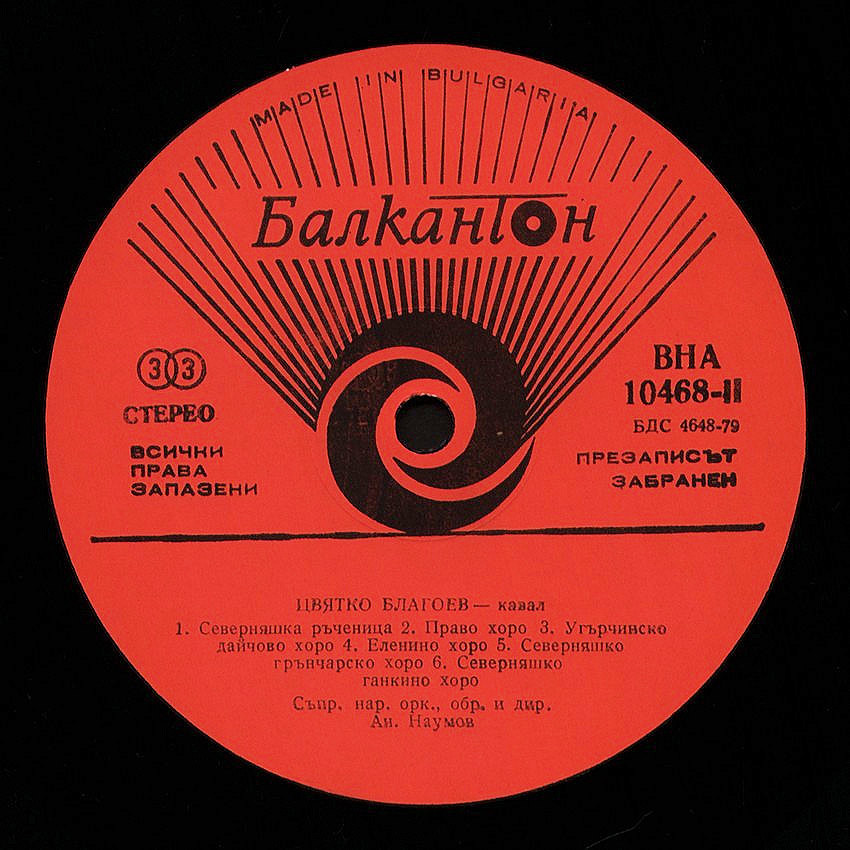 MADE IN BULGARIA
Балкантон
33
СТЕРЕО
ВСИЧКИ
ПРАВА
ЗАПАЗЕНИ
ВНА
10468-II
БДС 4648-79
ПРЕЗАПИСЪТ
ЗАБРАНЕН
ЦВЯТКО БЛАГОЕВ — кавал
1. Северняшка ръченица 2. Право хоро 3. Угърчинско
дайчово хоро 4. Еленино хоро 5. Северняшко
грънчарско хоро 6. Северняшко
ганкино хоро
Съпр. нар. орк., обр. и дир.
Ан. Наумов